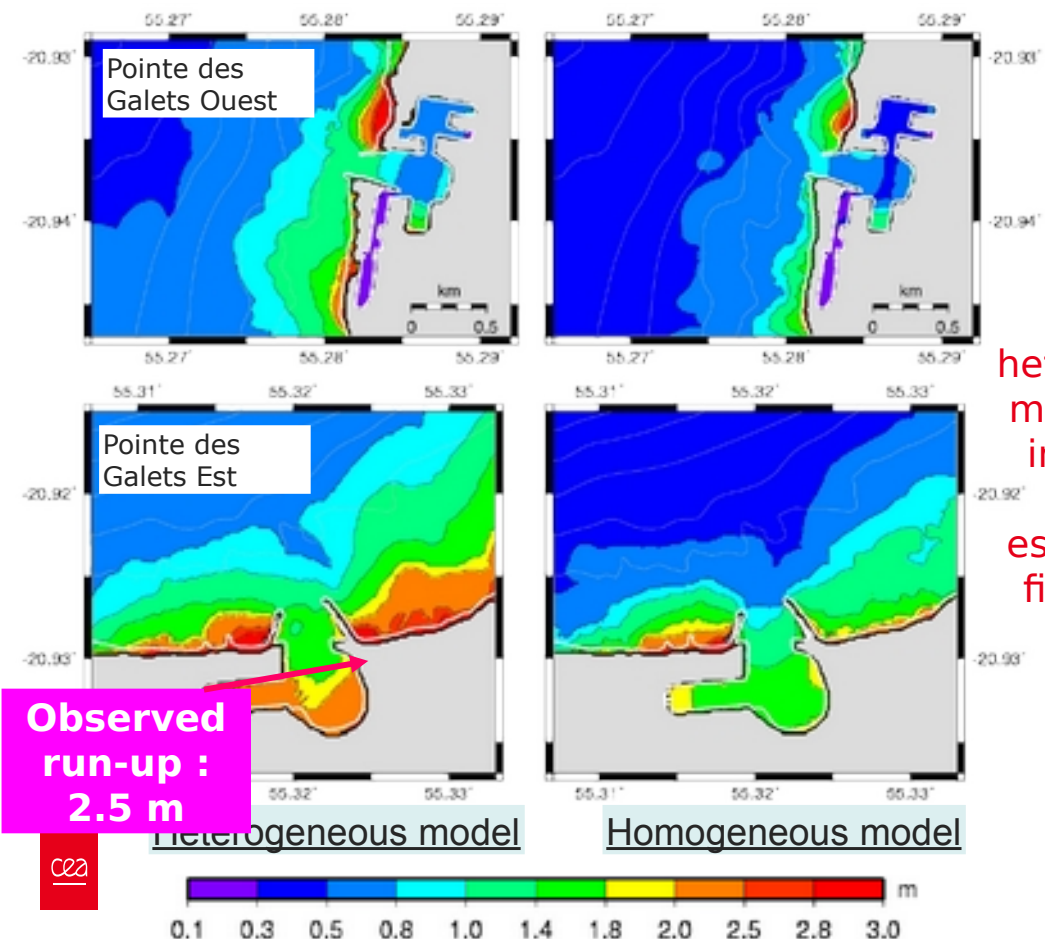 55.27° 55.28° 55.29°
55.27° 55.28° 55.29°
-20.93°
-20.93°
Pointe des
Galets Ouest
-20.94°
-20.94°
km
0 0.5
km
0 0.5
55.27° 55.28° 55.29°
55.27° 55.28° 55.29°
55.31° 55.32° 55.33°
55.31° 55.32° 55.33°
Pointe des
Galets Est
-20.92°
-20.92°
-20.93°
-20.93°
Observed
run-up :
2.5 m
55.32° 55.33°
55.31° 55.32° 55.33°
Heterogeneous model
Homogeneous model
cea
m
0.1 0.3 0.5 0.8 1.0 1.4 1.8 2.0 2.5 2.8 3.0